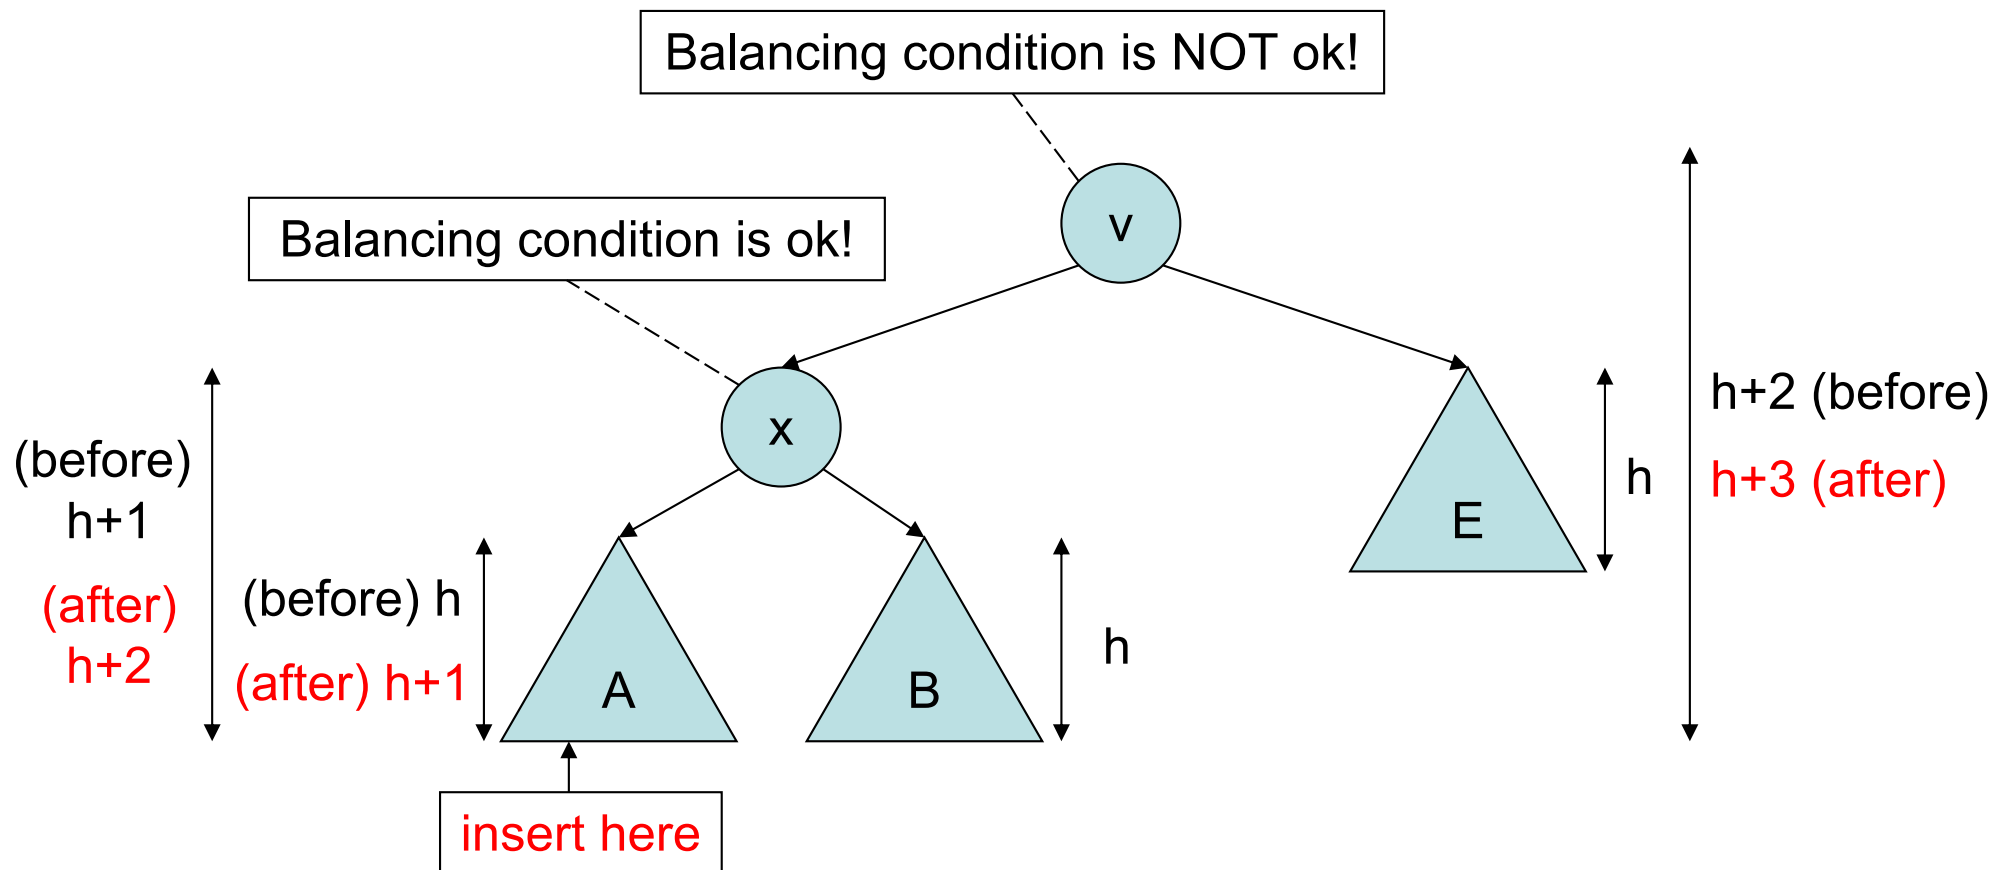 Balancing condition is NOT ok!
v
Balancing condition is ok!
x
h+2 (before)
h+3 (after)
(before)
h+1
(after)
h+2
(before) h
(after) h+1
A
B
h
E
h
insert here